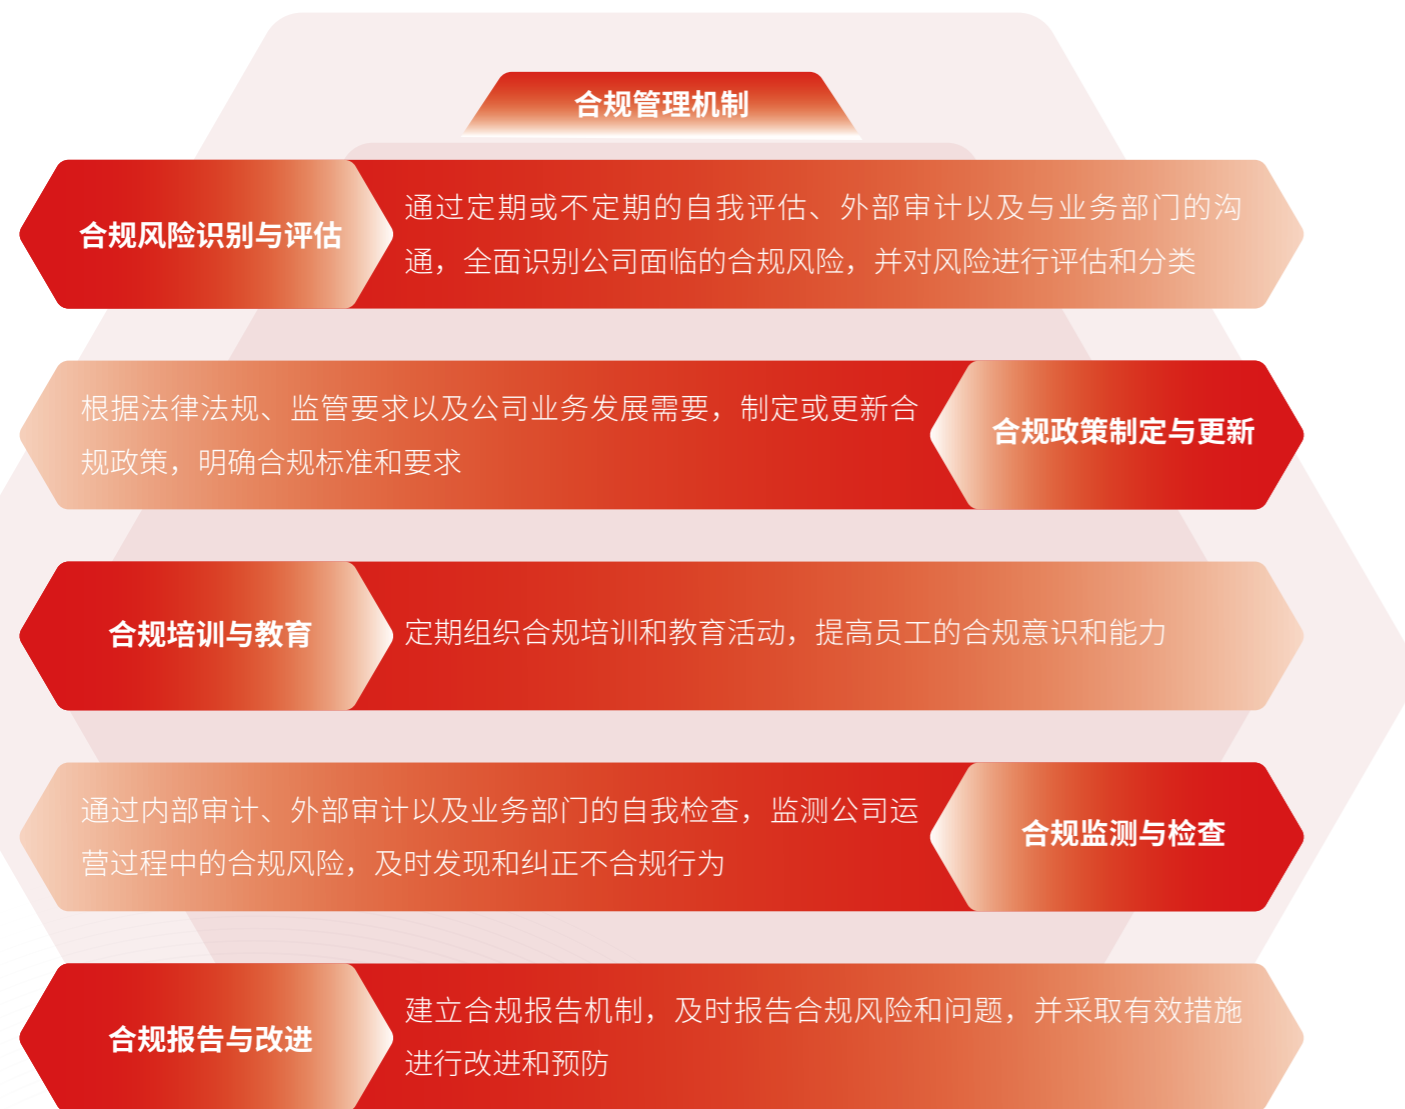 合规管理机制
合规风险识别与评估
通过定期或不定期的自我评估、外部审计以及与业务部门的沟
通，全面识别公司面临的合规风险，并对风险进行评估和分类
根据法律法规、监管要求以及公司业务发展需要，制定或更新合
规政策，明确合规标准和要求
合规政策制定与更新
合规培训与教育
定期组织合规培训和教育活动，提高员工的合规意识和能力
通过内部审计、外部审计以及业务部门的自我检查，监测公司运
营过程中的合规风险，及时发现和纠正不合规行为
合规监测与检查
合规报告与改进
建立合规报告机制，及时报告合规风险和问题，并采取有效措施
进行改进和预防